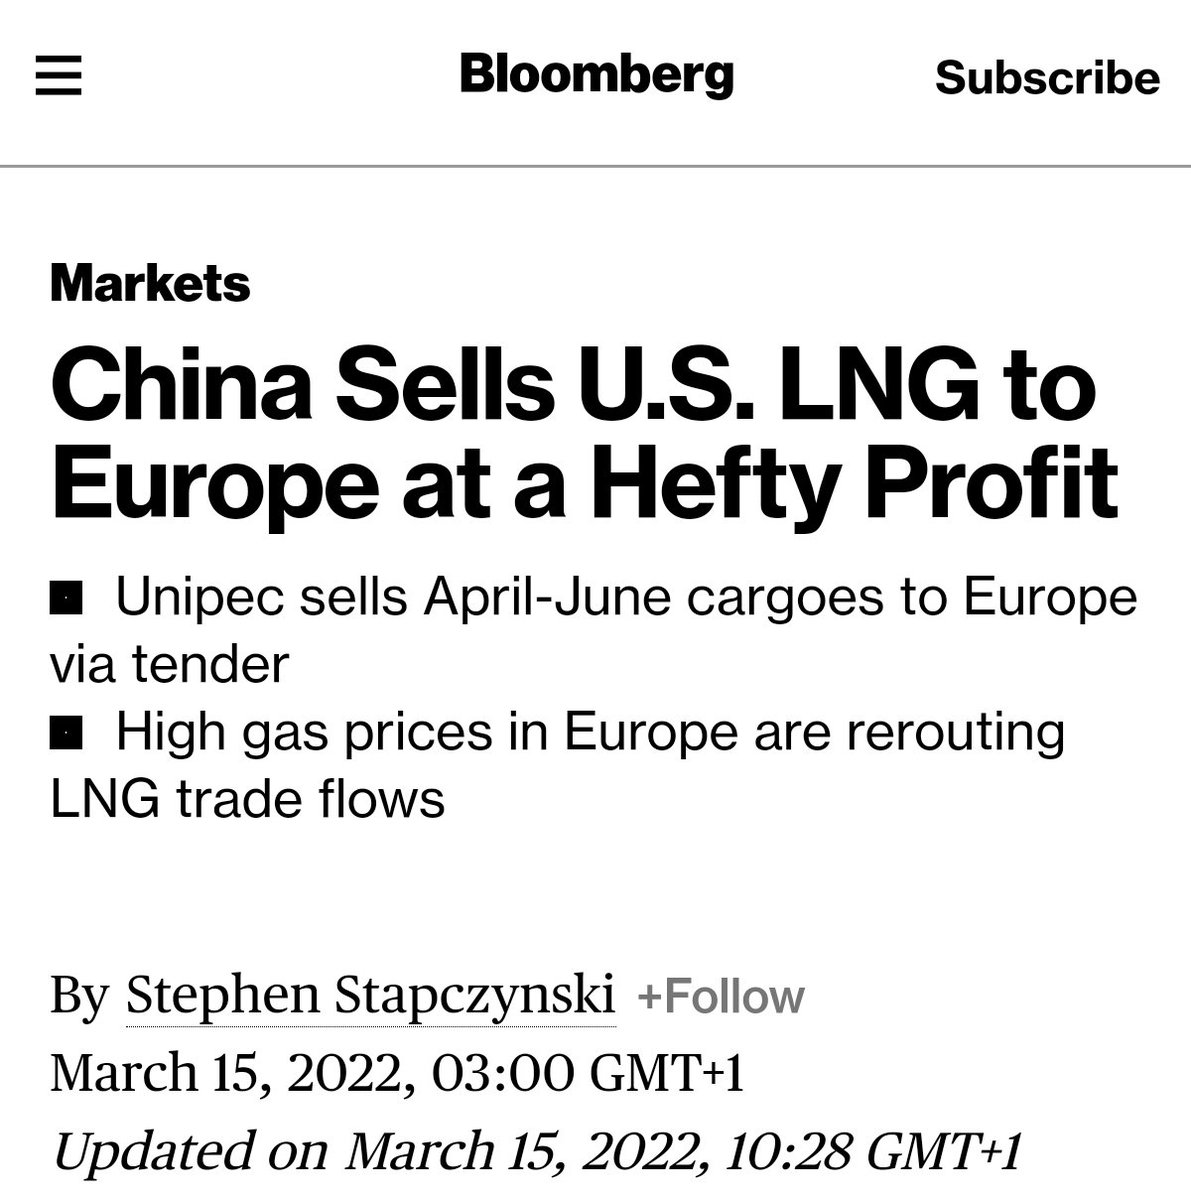 Bloomberg
Subscribe
Markets
China Sells U.S. LNG to
Europe at a Hefty Profit
Unipec sells April-June cargoes to Europe
via tender
High gas prices in Europe are rerouting
LNG trade flows
By Stephen Stapczynski +Follow
March 15, 2022, 03:00 GMT+1
Updated on March 15, 2022, 10:28 GMT+1